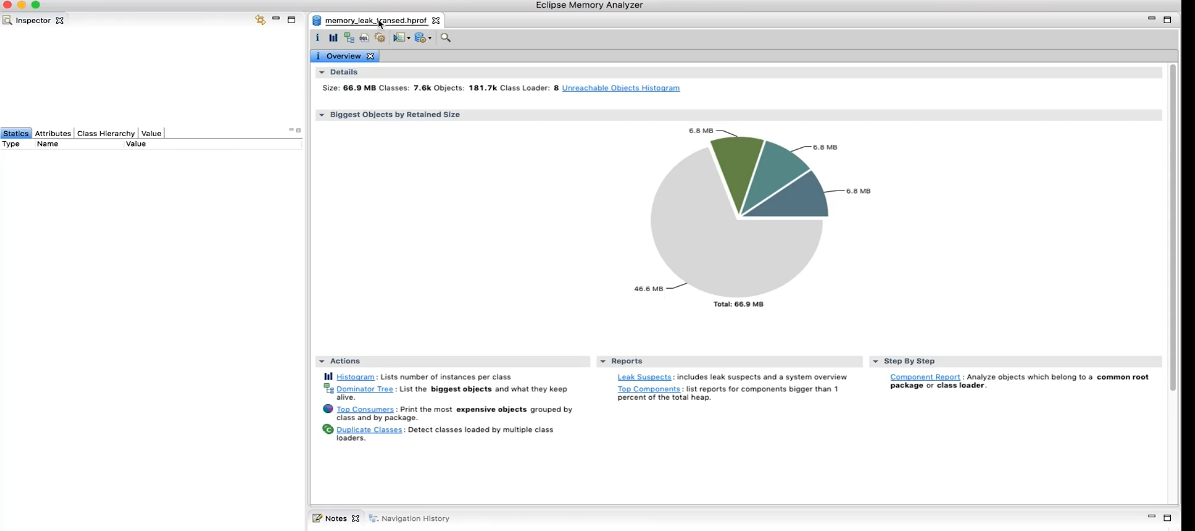 Eclipse Memory Analyzer
Inspector
Statics Attributes Class Hierarchy Value
Type Name Value
memory_leak_transed.hprof
i
i Overview
Details
Size: 66.9 MB Classes: 7.6k Objects: 181.7k Class Loader: 8 Unreachable Objects Histogram
Biggest Objects by Retained Size
6.8 MB
6.8 MB
6.8 MB
46.6 MB
Total: 66.9 MB
Actions
Histogram: Lists number of instances per class
Dominator Tree: List the biggest objects and what they keep
alive.
Top Consumers: Print the most expensive objects grouped by
class and by package.
Duplicate Classes: Detect classes loaded by multiple class
loaders.
Reports
Leak Suspects: includes leak suspects and a system overview
Top Components: list reports for components bigger than 1
percent of the total heap.
Step By Step
Component Report: Analyze objects which belong to a common root
package or class loader.
Notes Navigation History